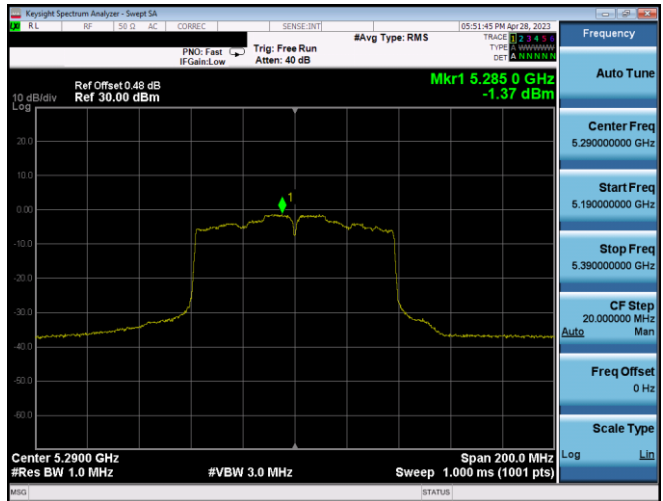 Keysight Spectrum Analyzer - Swept SA
RL RF 50 Ω AC CORREC SENSE:INT 05:51:45 PM Apr 28, 2023
#Avg Type: RMS
TRACE 1 2 3 4 5 6
TYPE A WWWWW
DET A N N N N N
PNO: Fast
IFGain:Low
Trig: Free Run
Atten: 40 dB
Ref Offset 0.48 dB
10 dB/div Ref 30.00 dBm
Log
Mkr1 5.285 0 GHz
-1.37 dBm
20.0
10.0
0.00
-10.0
-20.0
-30.0
-40.0
-50.0
-60.0
1
Center 5.2900 GHz
#Res BW 1.0 MHz
#VBW 3.0 MHz
Span 200.0 MHz
Sweep 1.000 ms (1001 pts)
MSG
STATUS
Frequency
Auto Tune
Center Freq
5.290000000 GHz
Start Freq
5.190000000 GHz
Stop Freq
5.390000000 GHz
CF Step
20.000000 MHz
Auto Man
Freq Offset
0 Hz
Scale Type
Log Lin